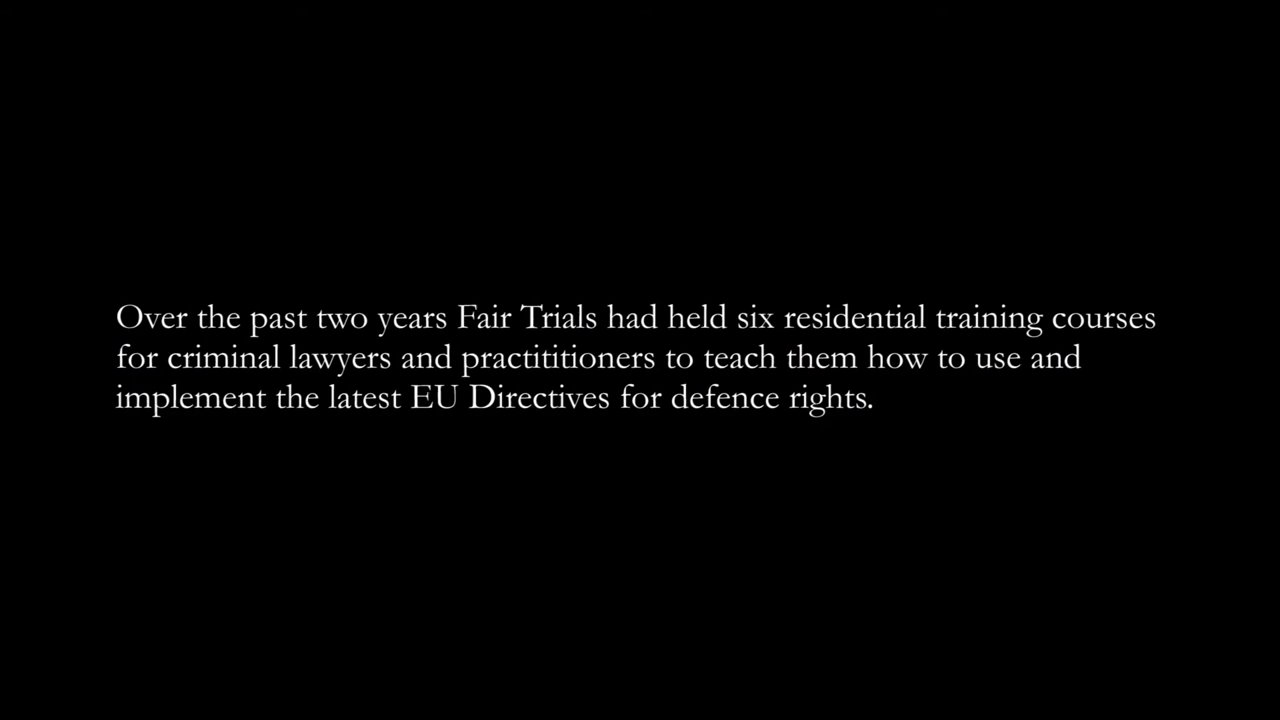 Over the past two years Fair Trials had held six residential training courses
for criminal lawyers and practititioners to teach them how to use and
implement the latest EU Directives for defence rights.